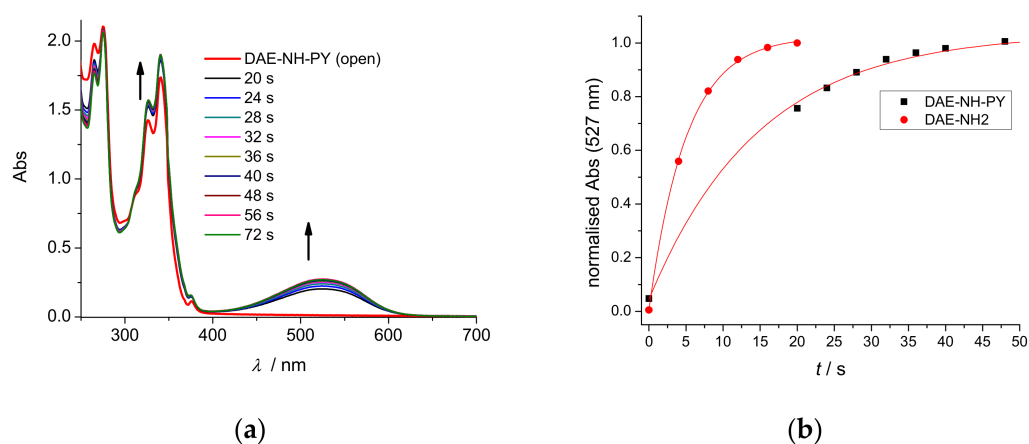 Abs
2.0
1.5
1.0
0.5
0.0
300
400
500
600
700
λ / nm
DAE-NH-PY (open)
20 s
24 s
28 s
32 s
36 s
40 s
48 s
56 s
72 s
(a)
normalised Abs (527 nm)
1.0
0.8
0.6
0.4
0.2
0.0
0
5
10
15
20
25
30
35
40
45
50
t / s
DAE-NH-PY
DAE-NH2
(b)